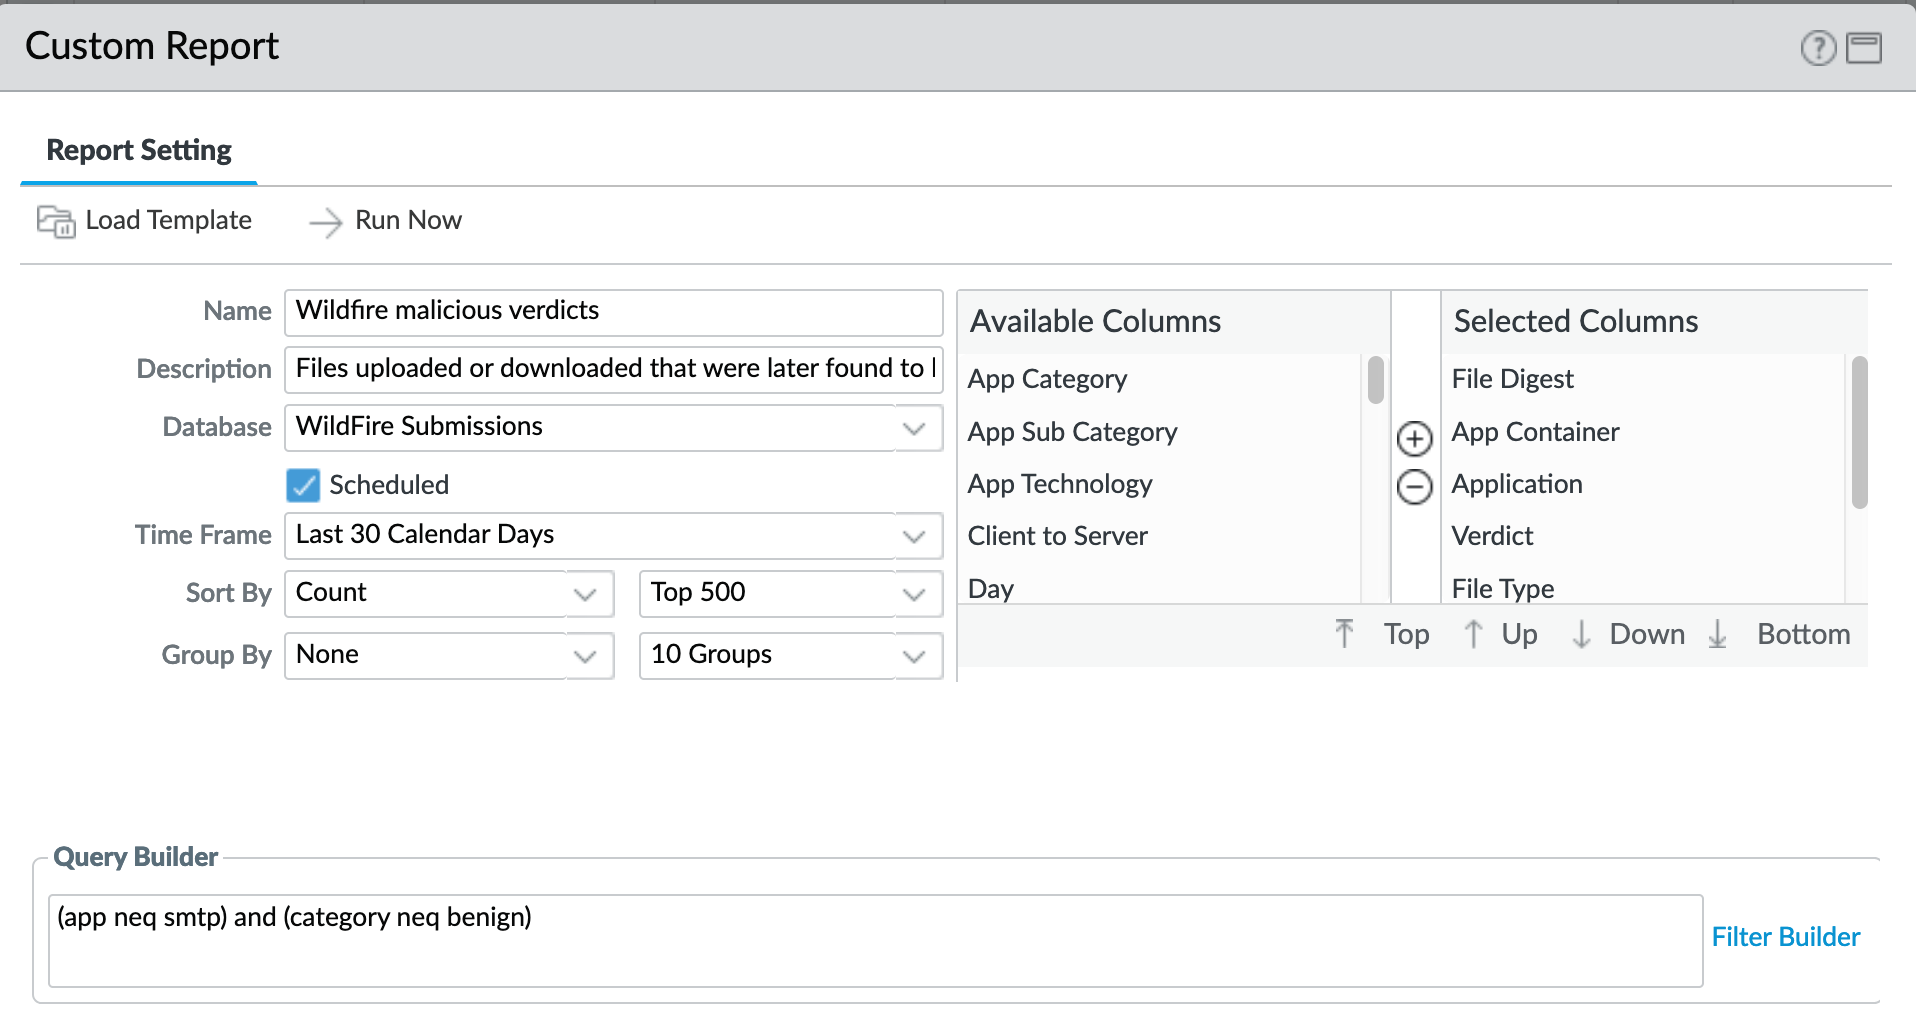 Custom Report
Report Setting
Load Template
Run Now
Name
Wildfire malicious verdicts
Description
Files uploaded or downloaded that were later found to
Database
WildFire Submissions
Scheduled
Time Frame
Last 30 Calendar Days
Sort By
Count
Top 500
Group By
None
10 Groups
Available Columns
App Category
App Sub Category
App Technology
Client to Server
Day
Selected Columns
File Digest
App Container
Application
Verdict
File Type
Top
Up
Down
Bottom
Query Builder
(app neq smtp) and (category neq benign)
Filter Builder